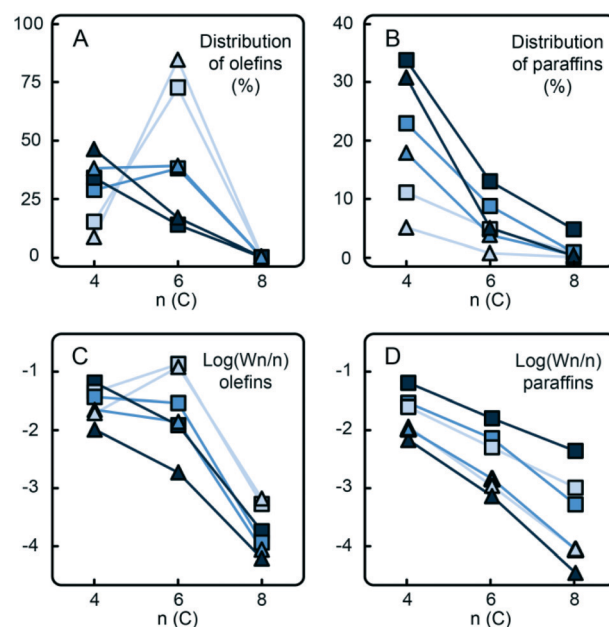 A
Distribution
of olefins
(%)
100
75
50
25
0
4 6 8
n (C)
B
Distribution
of paraffins
(%)
40
30
20
10
0
4 6 8
n (C)
C
Log(Wn/n)
olefins
-1
-2
-3
-4
4 6 8
n (C)
D
Log(Wn/n)
paraffins
-1
-2
-3
-4
4 6 8
n (C)